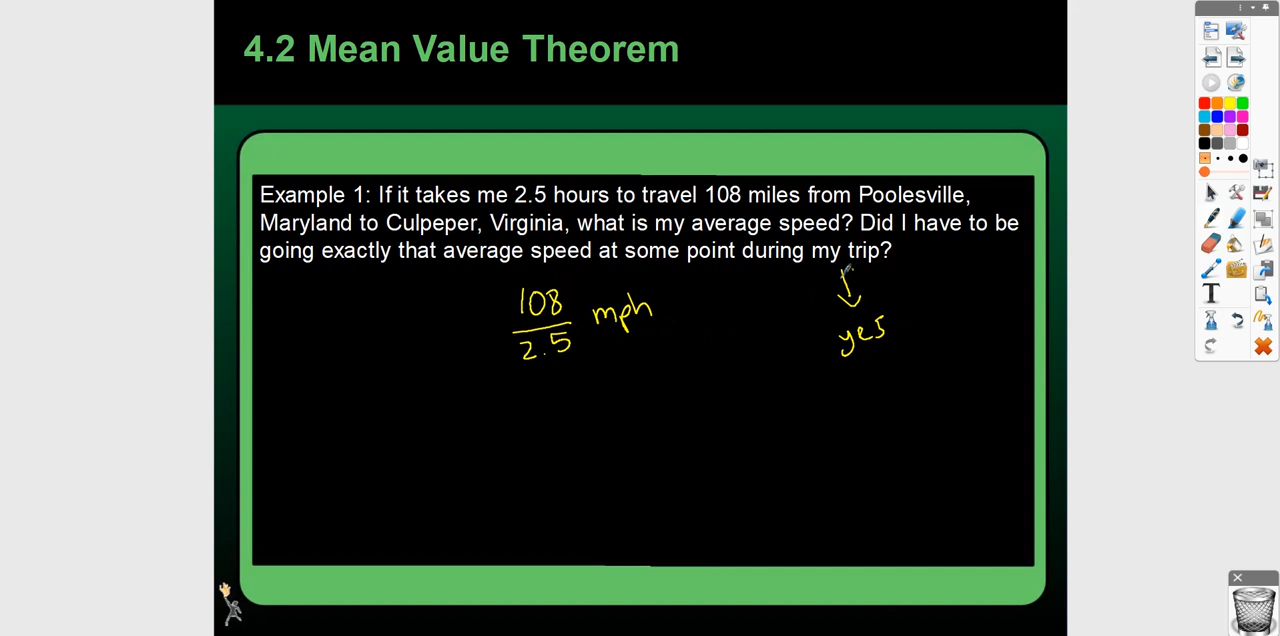 4.2 Mean Value Theorem
Example 1: If it takes me 2.5 hours to travel 108 miles from Poolesville,
Maryland to Culpeper, Virginia, what is my average speed? Did I have to be
going exactly that average speed at some point during my trip?
108
2.5
mph
yes
T